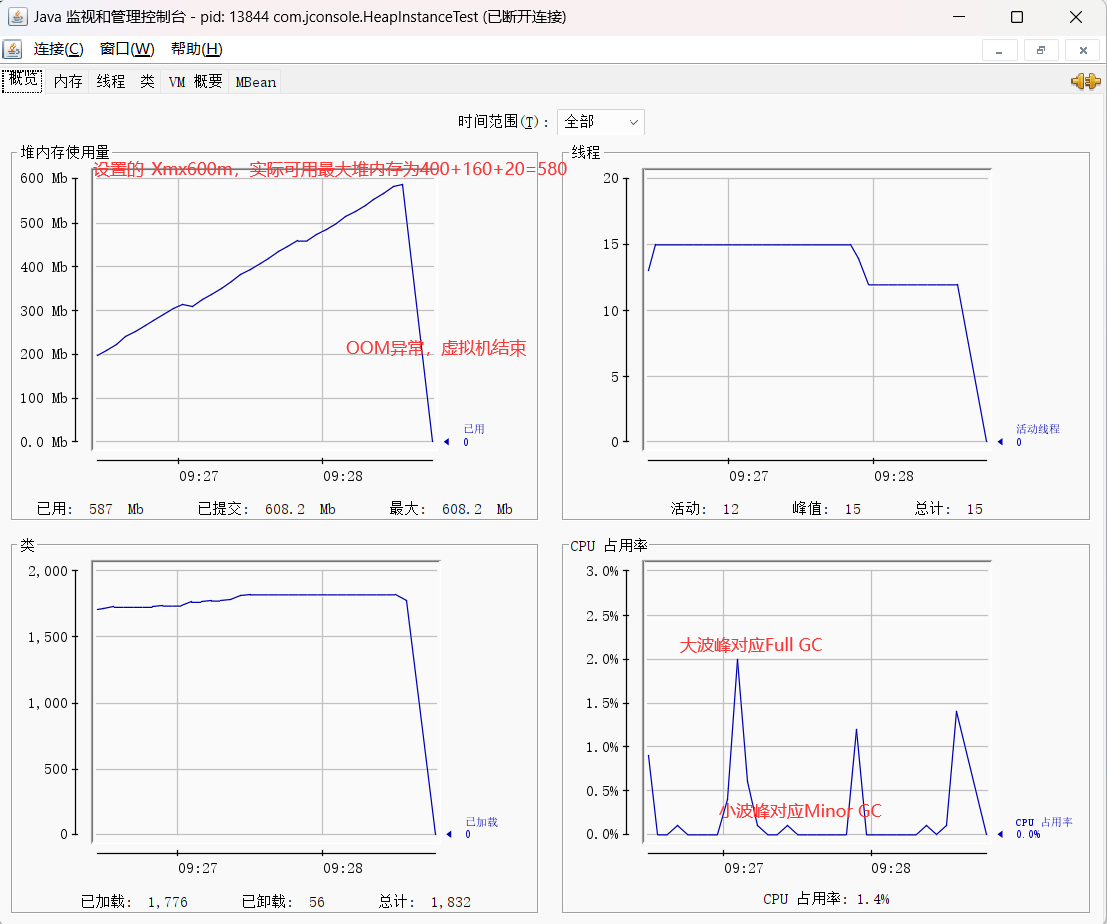 Java 监视和管理控制台 - pid: 13844 com.jconsole.HeapInstanceTest (已断开连接)
连接(C) 窗口(W) 帮助(H)
概览 内存 线程 类 VM 概要 MBean
时间范围(T): 全部
堆内存使用量
设置的-Xmx600m，实际可用最大堆内存为400+160+20=580
600 Mb
500 Mb
400 Mb
300 Mb
200 Mb
100 Mb
0.0 Mb
OOM异常，虚拟机结束
已用
0
09:27 09:28
已用: 587 Mb 已提交: 608.2 Mb 最大: 608.2 Mb
线程
20
15
10
5
0
活动线程
0
09:27 09:28
活动: 12 峰值: 15 总计: 15
类
2,000
1,500
1,000
500
0
已加载
0
09:27 09:28
已加载: 1,776 已卸载: 56 总计: 1,832
CPU 占用率
3.0%
2.5%
2.0%
1.5%
1.0%
0.5%
0.0%
大波峰对应Full GC
小波峰对应Minor GC
CPU 占用率
0.0%
09:27 09:28
CPU 占用率: 1.4%